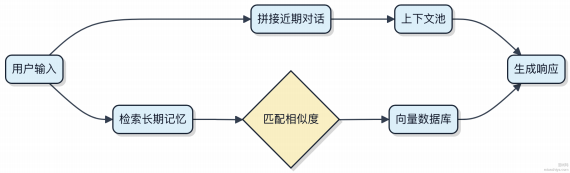 拼接近期对话
上下文池
用户输入
生成响应
检索长期记忆
匹配相似度
向量数据库